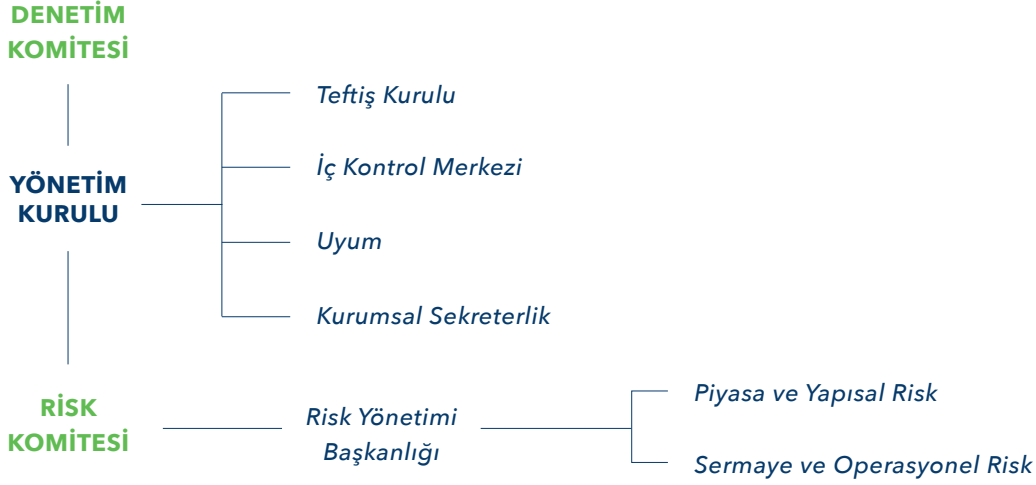 DENETİM
KOMİTESİ
Teftiş Kurulu
İç Kontrol Merkezi
YÖNETİM
KURULU
Uyum
Kurumsal Sekreterlik
RİSK
KOMİTESİ
Risk Yönetimi
Başkanlığı
Piyasa ve Yapısal Risk
Sermaye ve Operasyonel Risk